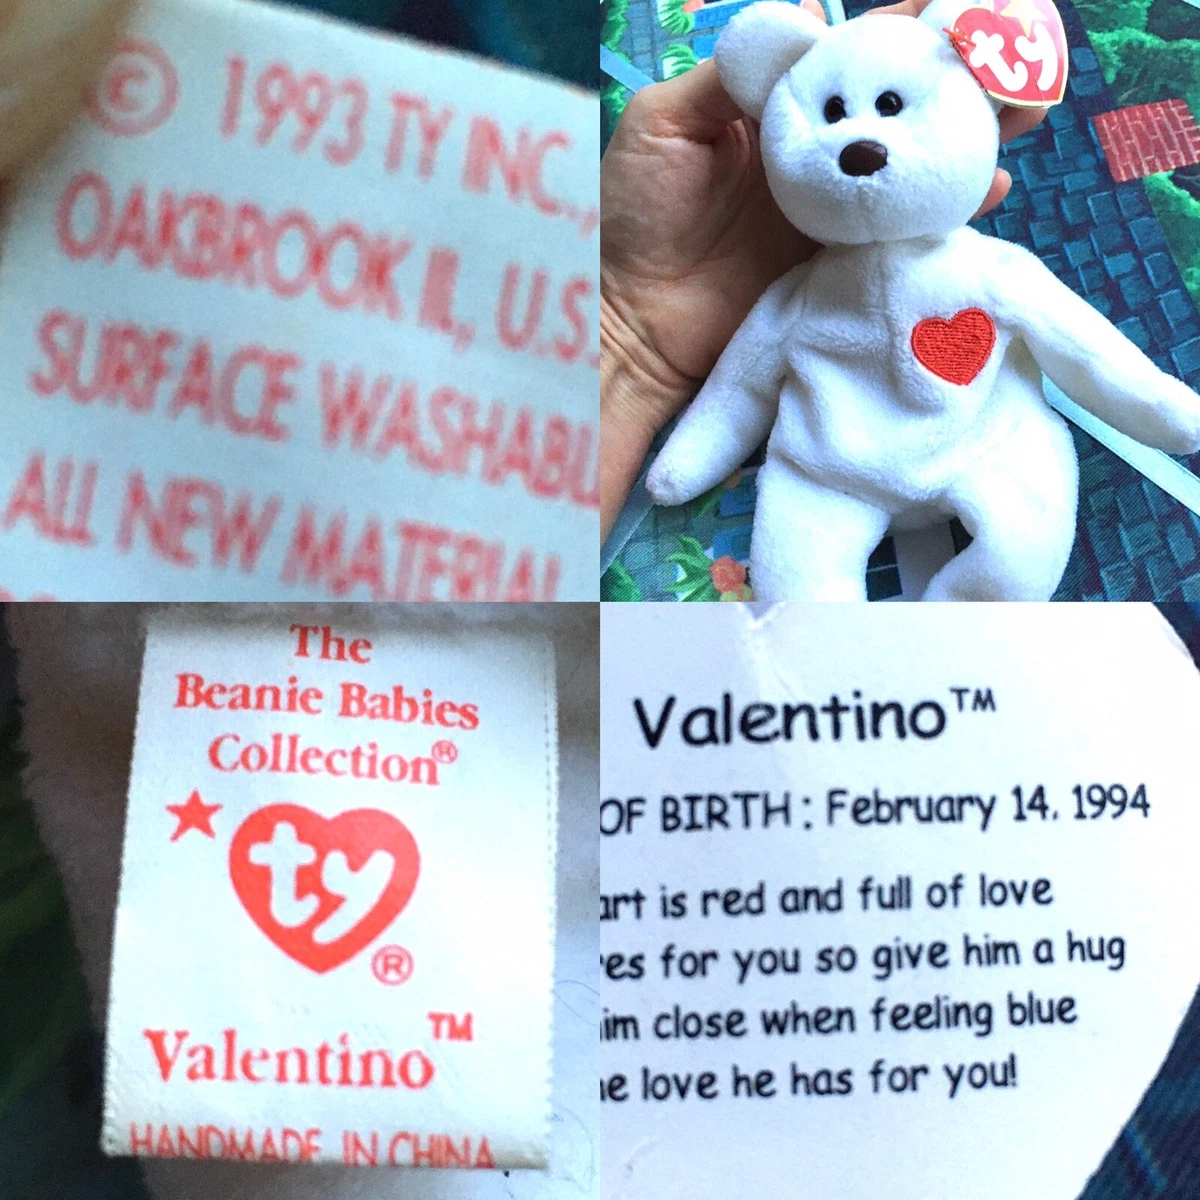 © 1993 TY INC.,
OAKBROOK IL, U.S.
SURFACE WASHABL
ALL NEW MATERIAL
ty
The
Beanie Babies
Collection®
ty
®
Valentino™
HANDMADE IN CHINA
Valentino™
OF BIRTH : February 14, 1994
art is red and full of love
es for you so give him a hug
im close when feeling blue
e love he has for you!